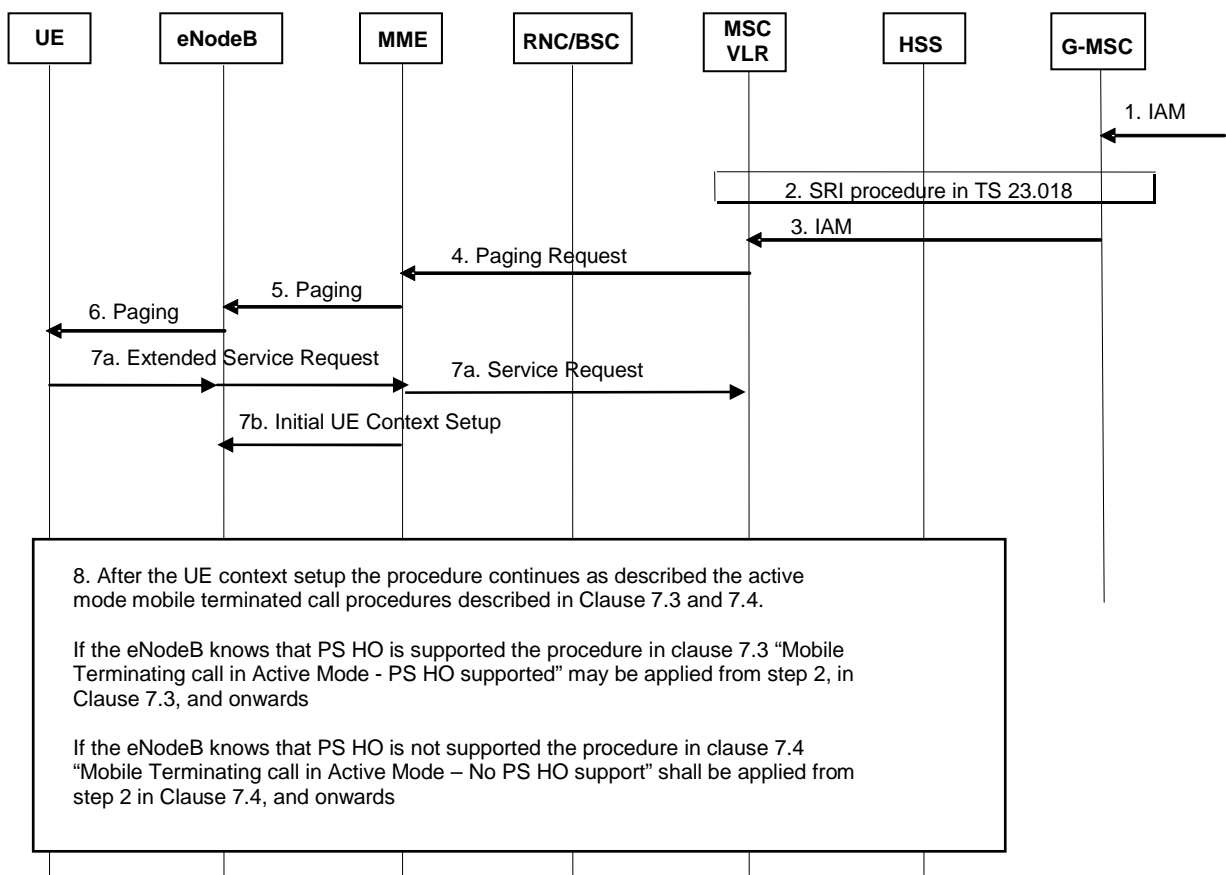 UE
eNodeB
MME
RNC/BSC
MSC
VLR
HSS
G-MSC
1. IAM
2. SRI procedure in TS 23.018
3. IAM
4. Paging Request
5. Paging
6. Paging
7a. Extended Service Request
7a. Service Request
7b. Initial UE Context Setup
8. After the UE context setup the procedure continues as described the active
mode mobile terminated call procedures described in Clause 7.3 and 7.4.
If the eNodeB knows that PS HO is supported the procedure in clause 7.3 “Mobile
Terminating call in Active Mode - PS HO supported” may be applied from step 2, in
Clause 7.3, and onwards
If the eNodeB knows that PS HO is not supported the procedure in clause 7.4
“Mobile Terminating call in Active Mode – No PS HO support” shall be applied from
step 2 in Clause 7.4, and onwards